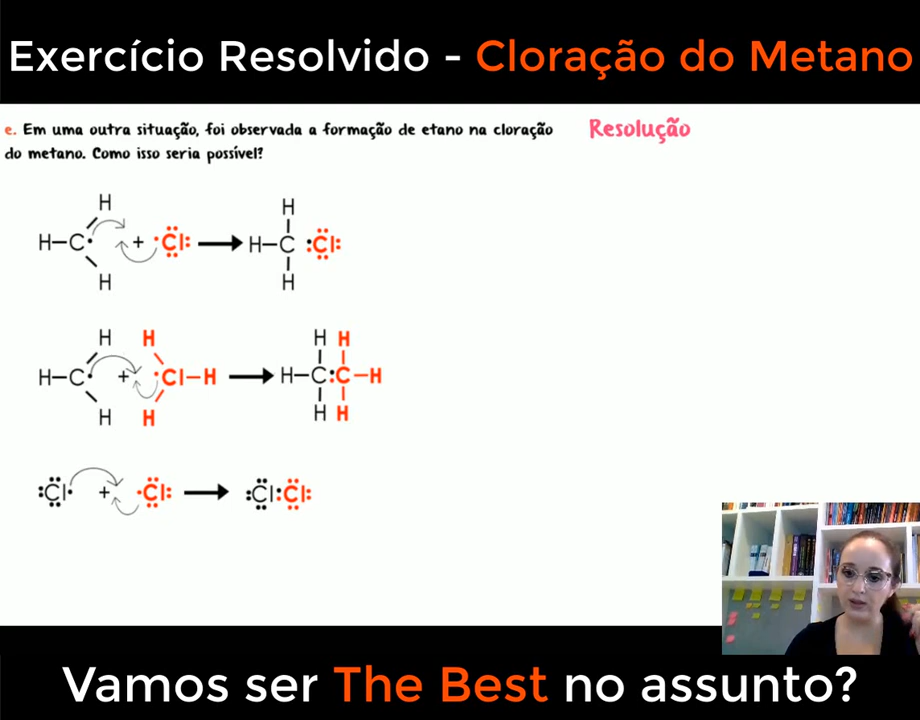 Exercício Resolvido - Cloração do Metano
e. Em uma outra situação, foi observada a formação de etano na cloração
do metano. Como isso seria possível?
Resolução
H H
H–C· + ·Cl: → H–C :Cl:
H H
H H H H
H–C· + ·Cl–H → H–C:C–H
H H H H
:Cl· + ·Cl: → :Cl:Cl:
Vamos ser The Best no assunto?